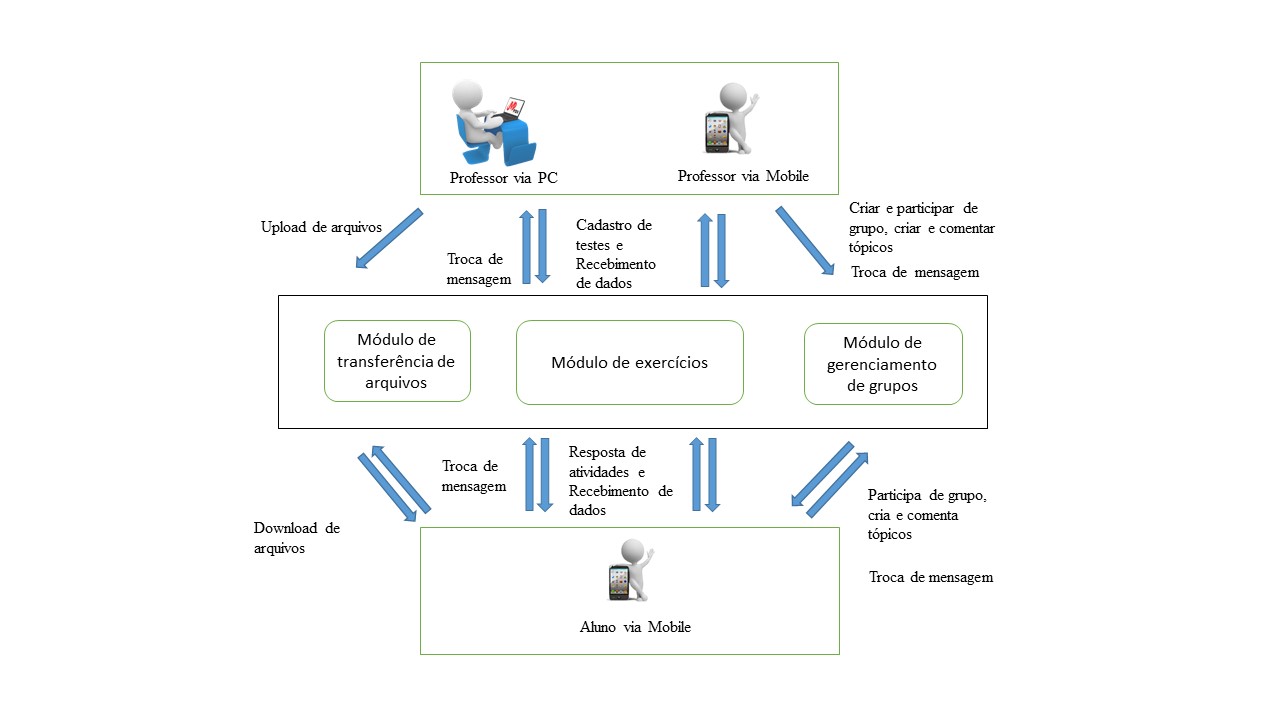 Professor via PC
Professor via Mobile
Upload de arquivos
Troca de
mensagem
Cadastro de
testes e
Recebimento
de dados
Criar e participar de
grupo, criar e comentar
tópicos
Troca de mensagem
Módulo de
transferência de
arquivos
Módulo de exercícios
Módulo de
gerenciamento
de grupos
Download de
arquivos
Troca de
mensagem
Resposta de
atividades e
Recebimento de
dados
Participa de grupo,
cria e comenta
tópicos
Troca de mensagem
Aluno via Mobile